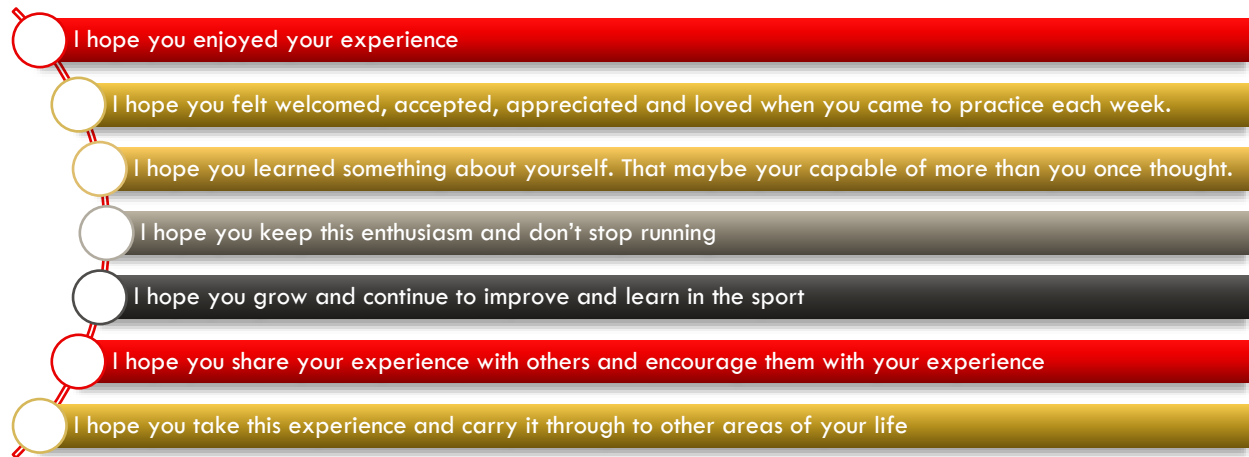 I hope you enjoyed your experience
I hope you felt welcomed, accepted, appreciated and loved when you came to practice each week.
I hope you learned something about yourself. That maybe your capable of more than you once thought.
I hope you keep this enthusiasm and don’t stop running
I hope you grow and continue to improve and learn in the sport
I hope you share your experience with others and encourage them with your experience
I hope you take this experience and carry it through to other areas of your life